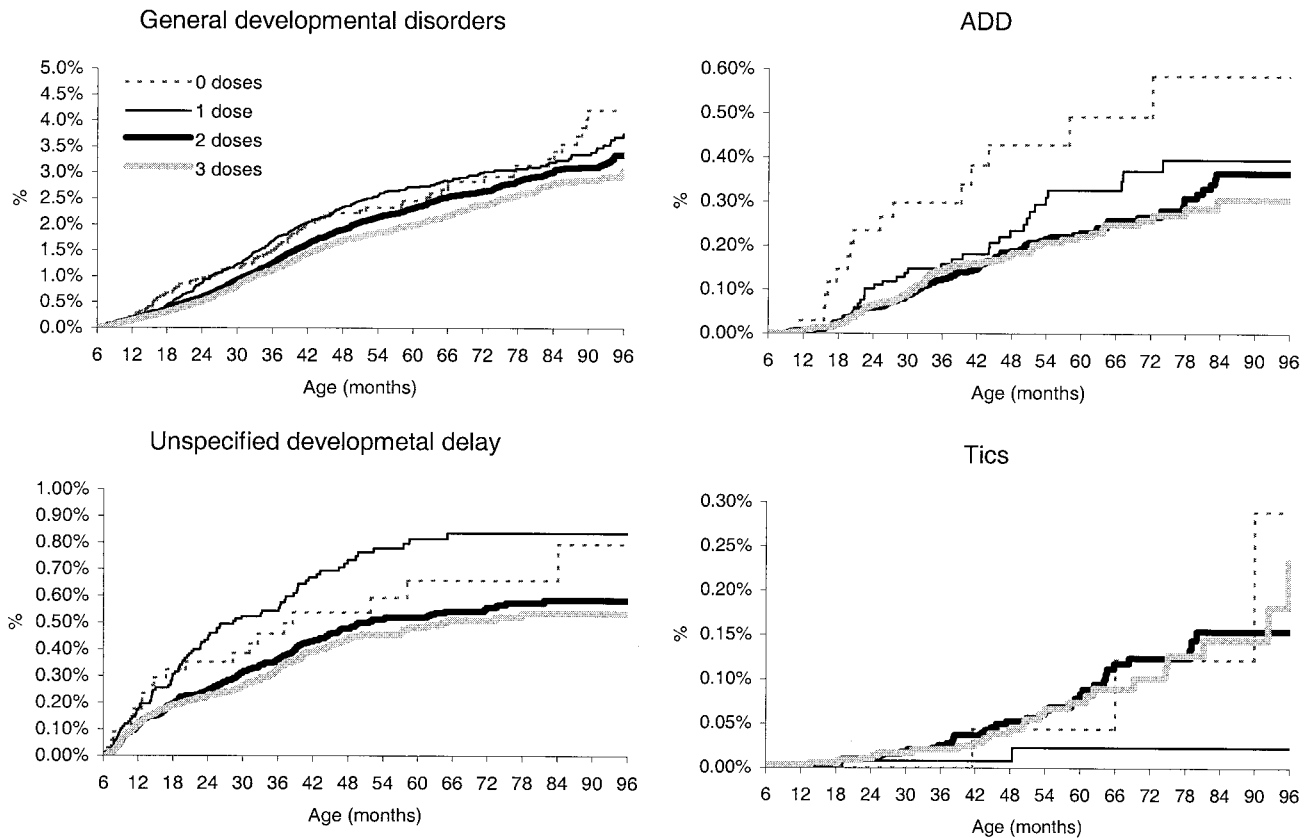 General developmental disorders
5.0%
4.5%
4.0%
3.5%
3.0%
2.5%
2.0%
1.5%
1.0%
0.5%
0.0%
%
0 doses
1 dose
2 doses
3 doses
6 12 18 24 30 36 42 48 54 60 66 72 78 84 90 96
Age (months)
ADD
0.60%
0.50%
0.40%
0.30%
0.20%
0.10%
0.00%
%
6 12 18 24 30 36 42 48 54 60 66 72 78 84 90 96
Age (months)
Unspecified developmetal delay
1.00%
0.90%
0.80%
0.70%
0.60%
0.50%
0.40%
0.30%
0.20%
0.10%
0.00%
%
6 12 18 24 30 36 42 48 54 60 66 72 78 84 90 96
Age (months)
Tics
0.30%
0.25%
0.20%
0.15%
0.10%
0.05%
0.00%
%
6 12 18 24 30 36 42 48 54 60 66 72 78 84 90 96
Age (months)